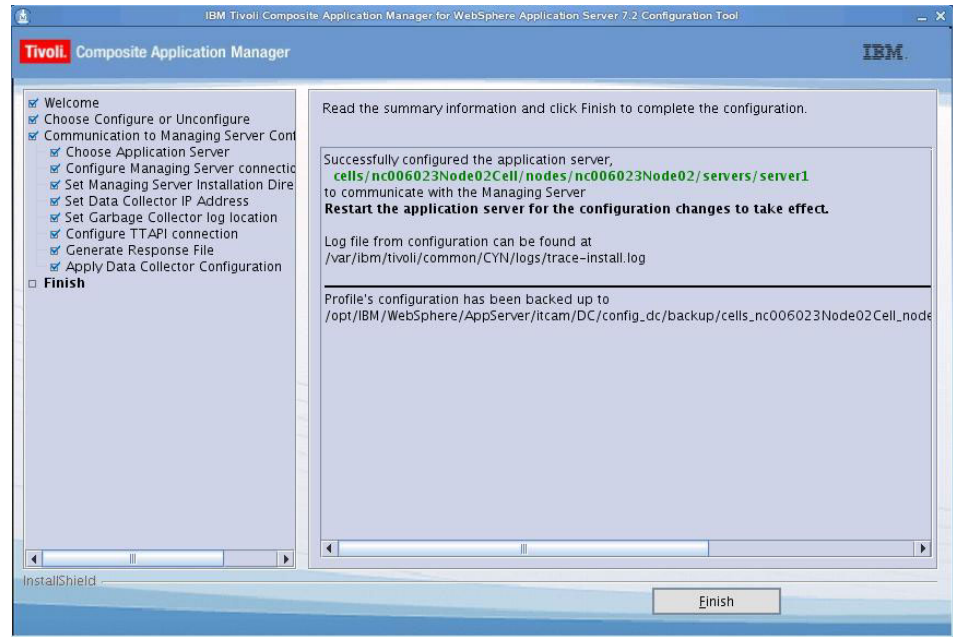 IBM Tivoli Composite Application Manager for WebSphere Application Server 7.2 Configuration Tool
Tivoli. Composite Application Manager
IBM.
Welcome
Choose Configure or Unconfigure
Communication to Managing Server Conf
Choose Application Server
Configure Managing Server connectio
Set Managing Server Installation Dire
Set Data Collector IP Address
Set Garbage Collector log location
Configure TTAPI connection
Generate Response File
Apply Data Collector Configuration
Finish
Read the summary information and click Finish to complete the configuration.
Successfully configured the application server,
cells/nc006023Node02Cell/nodes/nc006023Node02/servers/server1
to communicate with the Managing Server
Restart the application server for the configuration changes to take effect.
Log file from configuration can be found at
/var/ibm/tivoli/common/CYN/logs/trace-install.log
Profile's configuration has been backed up to
/opt/IBM/WebSphere/AppServer/itcam/DC/config_dc/backup/cells_nc006023Node02Cell_node
InstallShield
Finish